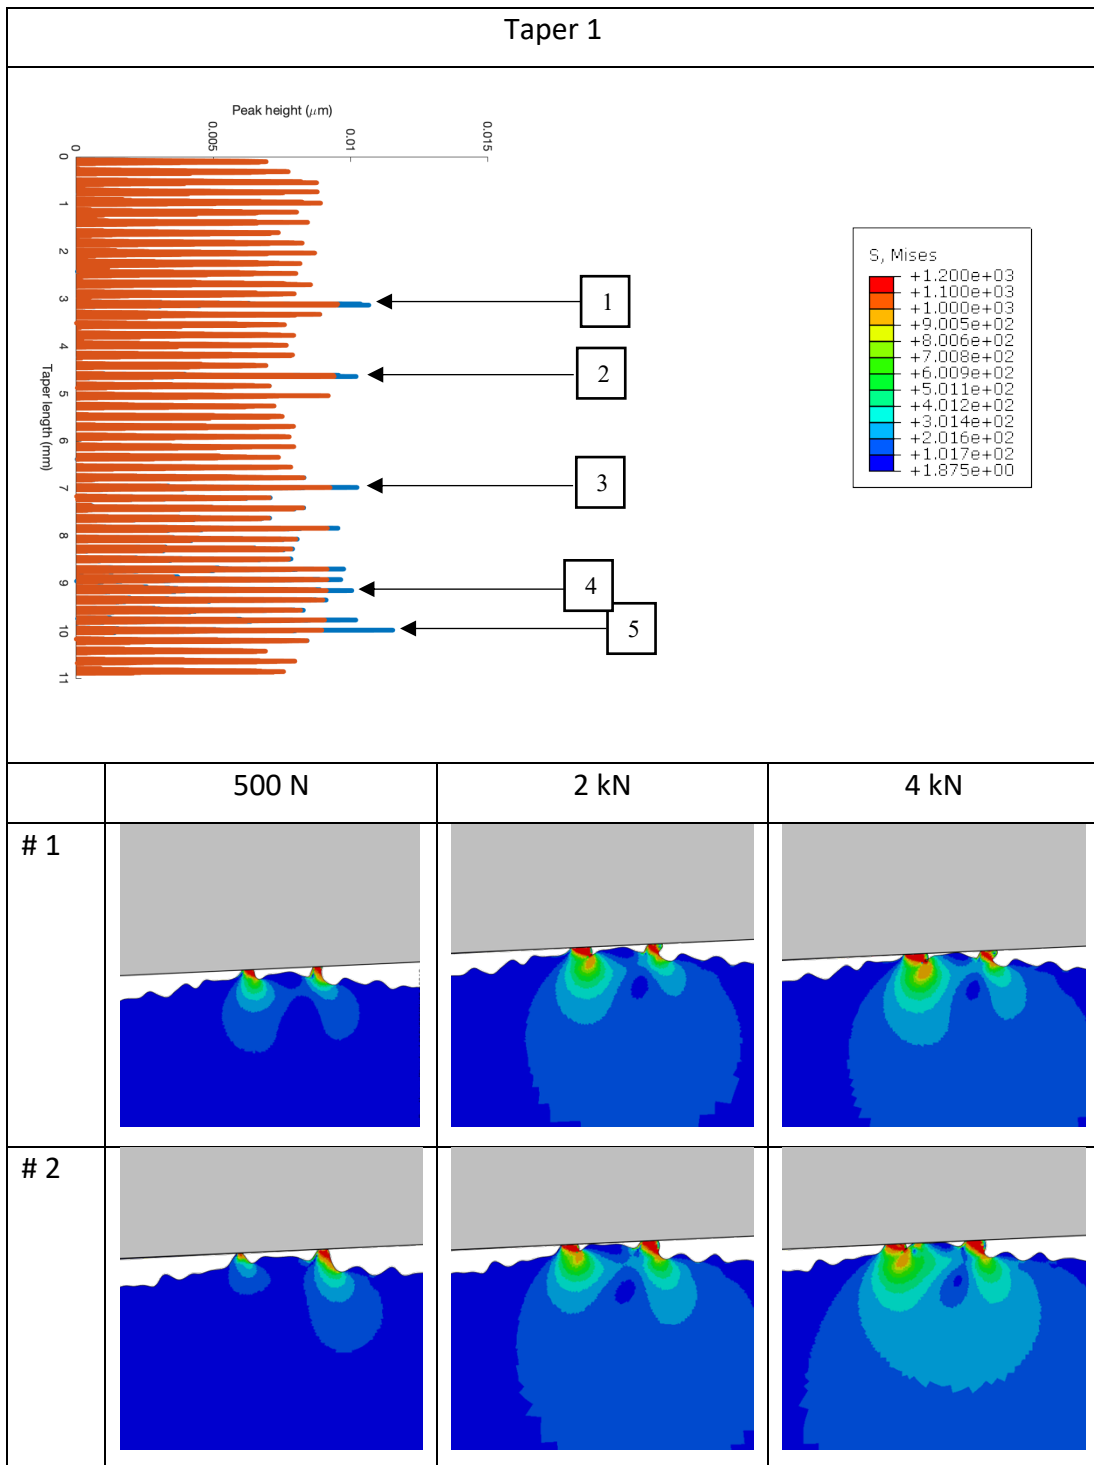 Taper 1
Peak height (μm)
0 0.005 0.01 0.015
Taper length (mm)
0
1
2
3
4
5
6
7
8
9
10
11
1
2
3
4
5
S, Mises
+1.200e+03
+1.100e+03
+1.000e+03
+9.005e+02
+8.006e+02
+7.008e+02
+6.009e+02
+5.011e+02
+4.012e+02
+3.014e+02
+2.016e+02
+1.017e+02
+1.875e+00
500 N 2 kN 4 kN
# 1
# 2